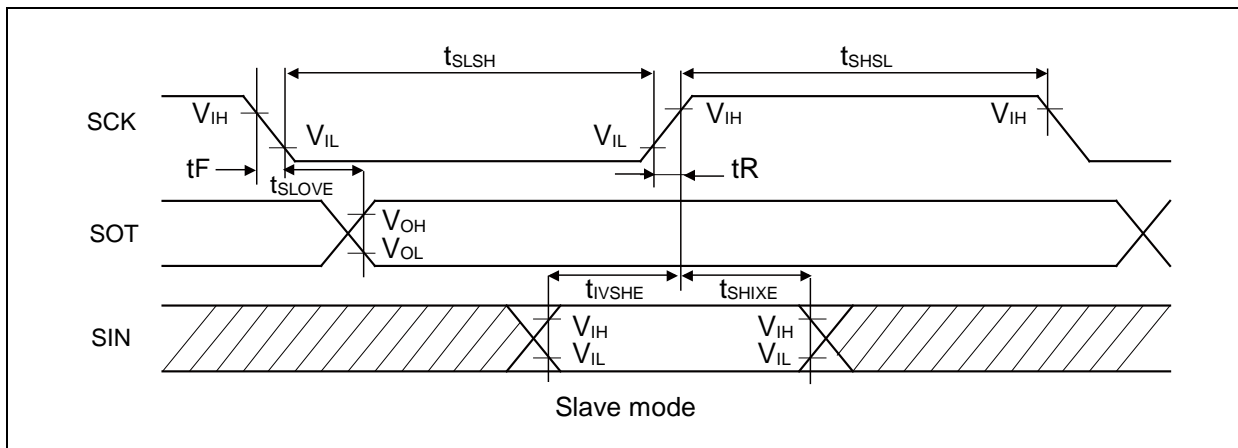 tSLSH
tSHSL
SCK
VIH
VIL
VIL
VIH
VIH
tF
tSLOVE
tR
SOT
VOH
VOL
tIVSHE
tSHIXE
SIN
VIH
VIL
VIH
VIL
Slave mode